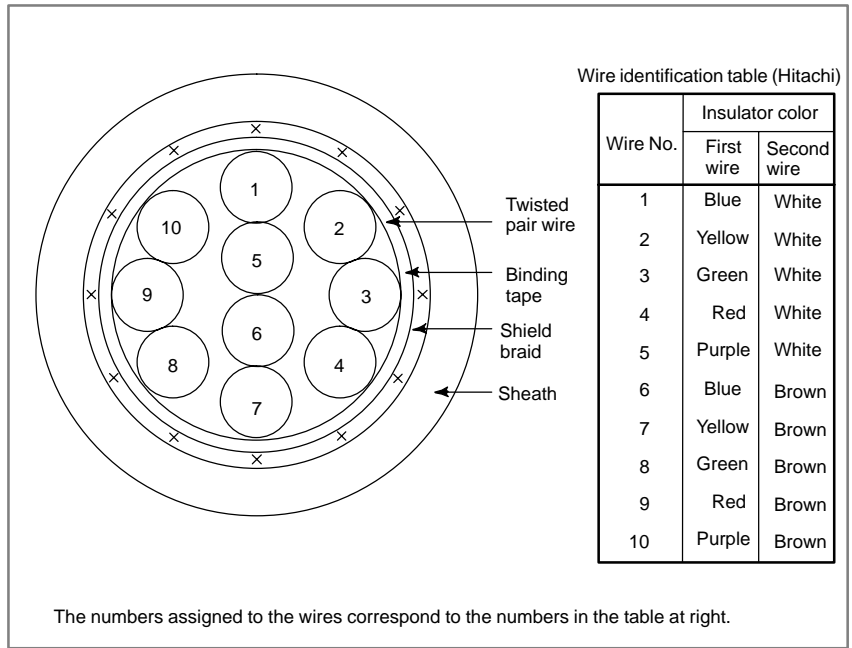 Wire identification table (Hitachi)
Wire No.
Insulator color
First
wire
Second
wire
1 Blue White
2 Yellow White
3 Green White
4 Red White
5 Purple White
6 Blue Brown
7 Yellow Brown
8 Green Brown
9 Red Brown
10 Purple Brown
1
10
2
5
9
3
6
8
4
7
Twisted
pair wire
Binding
tape
Shield
braid
Sheath
The numbers assigned to the wires correspond to the numbers in the table at right.